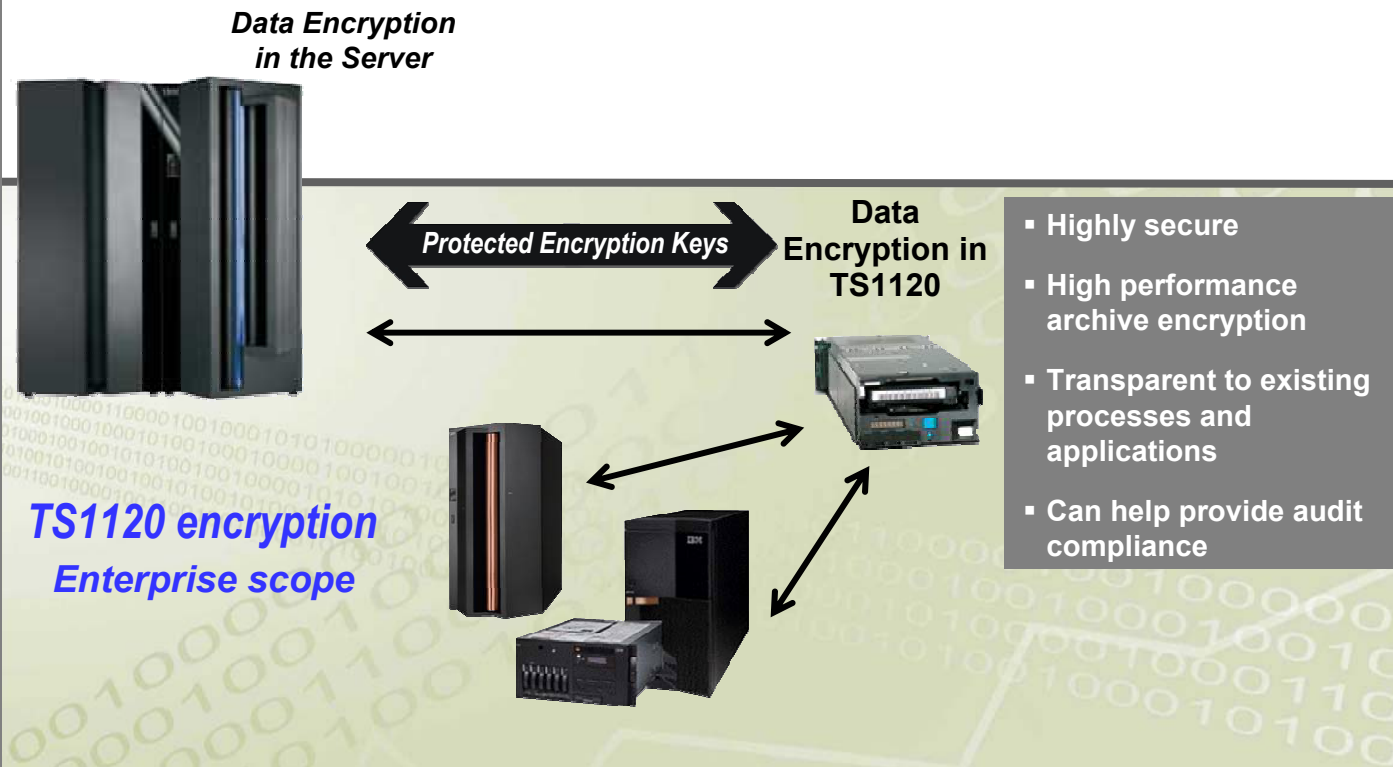 Data Encryption
in the Server
Protected Encryption Keys
Data
Encryption in
TS1120
▪ Highly secure
▪ High performance
archive encryption
▪ Transparent to existing
processes and
applications
▪ Can help provide audit
compliance
TS1120 encryption
Enterprise scope
IBM